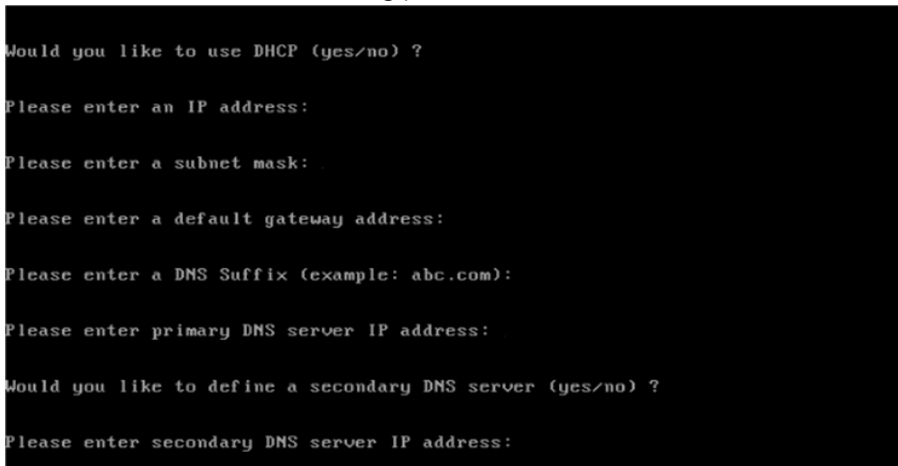 Would you like to use DHCP (yes/no) ?
Please enter an IP address:
Please enter a subnet mask:
Please enter a default gateway address:
Please enter a DNS Suffix (example: abc.com):
Please enter primary DNS server IP address:
Would you like to define a secondary DNS server (yes/no) ?
Please enter secondary DNS server IP address: